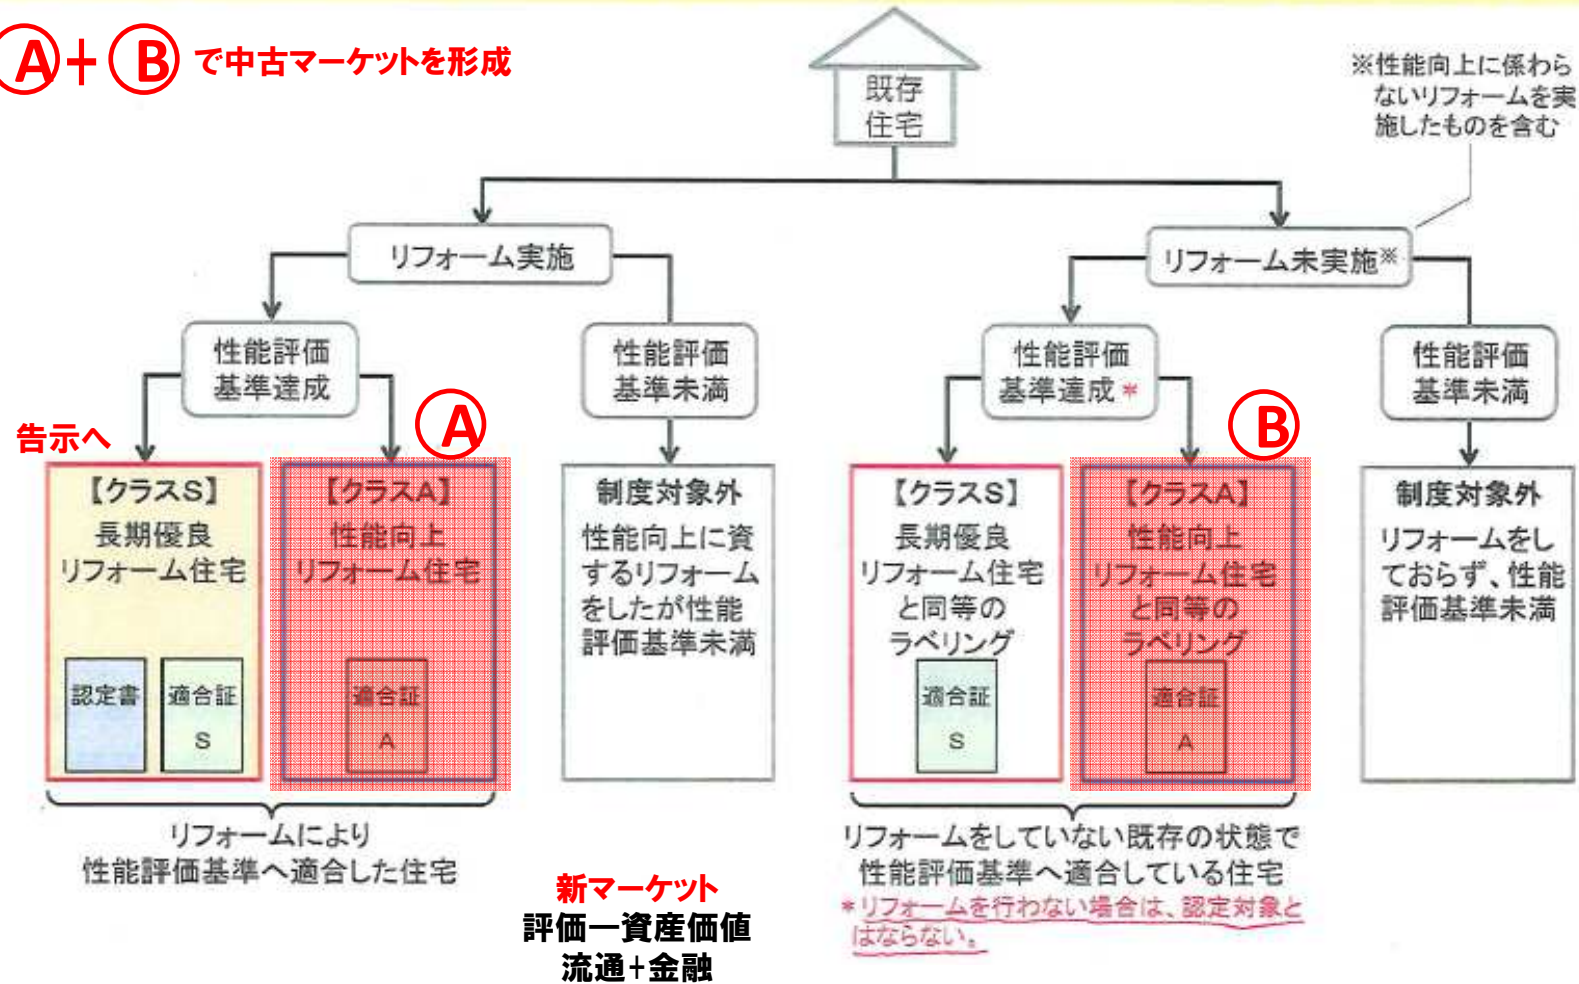 A+B で中古マーケットを形成
既存
住宅
※性能向上に係わら
ないリフォームを実
施したものを含む
リフォーム実施
リフォーム未実施※
性能評価
基準達成
性能評価
基準未満
性能評価
基準達成*
性能評価
基準未満
告示へ
A
B
【クラスS】
長期優良
リフォーム住宅
認定書
適合証
S
【クラスA】
性能向上
リフォーム住宅
適合証
A
制度対象外
性能向上に資
するリフォーム
をしたが性能
評価基準未満
【クラスS】
長期優良
リフォーム住宅
と同等の
ラベリング
適合証
S
【クラスA】
性能向上
リフォーム住宅
と同等の
ラベリング
適合証
A
制度対象外
リフォームをし
ておらず、性能
評価基準未満
リフォームにより
性能評価基準へ適合した住宅
リフォームをしていない既存の状態で
性能評価基準へ適合している住宅
*リフォームを行わない場合は、認定対象と
はならない。
新マーケット
評価―資産価値
流通+金融